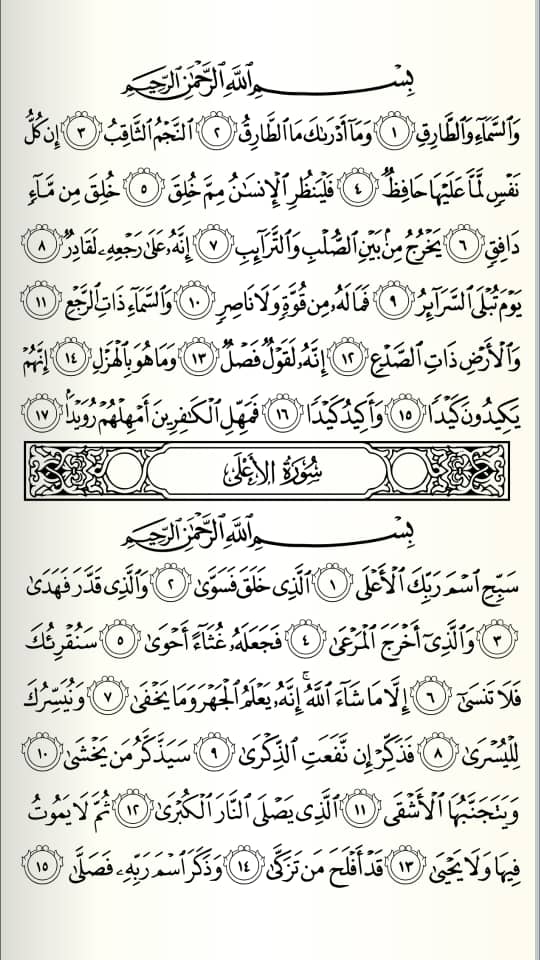 بِسْمِ ٱللَّهِ ٱلرَّحْمَٰنِ ٱلرَّحِيمِ
وَٱلسَّمَآءِ وَٱلطَّارِقِ ١ وَمَآ أَدْرَىٰكَ مَا ٱلطَّارِقُ ٢ ٱلنَّجْمُ ٱلثَّاقِبُ ٣ إِن كُلُّ
نَفْسٍ لَّمَّا عَلَيْهَا حَافِظٌ ٤ فَلْيَنظُرِ ٱلْإِنسَٰنُ مِمَّ خُلِقَ ٥ خُلِقَ مِن مَّآءٍ
دَافِقٍ ٦ يَخْرُجُ مِنۢ بَيْنِ ٱلصُّلْبِ وَٱلتَّرَآئِبِ ٧ إِنَّهُۥ عَلَىٰ رَجْعِهِۦ لَقَادِرٌ ٨
يَوْمَ تُبْلَى ٱلسَّرَآئِرُ ٩ فَمَا لَهُۥ مِن قُوَّةٍ وَلَا نَاصِرٍ ١٠ وَٱلسَّمَآءِ ذَاتِ ٱلرَّجْعِ ١١
وَٱلْأَرْضِ ذَاتِ ٱلصَّدْعِ ١٢ إِنَّهُۥ لَقَوْلٌ فَصْلٌ ١٣ وَمَا هُوَ بِٱلْهَزْلِ ١٤ إِنَّهُمْ
يَكِيدُونَ كَيْدًا ١٥ وَأَكِيدُ كَيْدًا ١٦ فَمَهِّلِ ٱلْكَٰفِرِينَ أَمْهِلْهُمْ رُوَيْدًۢا ١٧
سُورَةُ الأَعْلَى
بِسْمِ ٱللَّهِ ٱلرَّحْمَٰنِ ٱلرَّحِيمِ
سَبِّحِ ٱسْمَ رَبِّكَ ٱلْأَعْلَى ١ ٱلَّذِى خَلَقَ فَسَوَّىٰ ٢ وَٱلَّذِى قَدَّرَ فَهَدَىٰ
٣ وَٱلَّذِىٓ أَخْرَجَ ٱلْمَرْعَىٰ ٤ فَجَعَلَهُۥ غُثَآءً أَحْوَىٰ ٥ سَنُقْرِئُكَ
فَلَا تَنسَىٰٓ ٦ إِلَّا مَا شَآءَ ٱللَّهُ ۚ إِنَّهُۥ يَعْلَمُ ٱلْجَهْرَ وَمَا يَخْفَىٰ ٧ وَنُيَسِّرُكَ
لِلْيُسْرَىٰ ٨ فَذَكِّرْ إِن نَّفَعَتِ ٱلذِّكْرَىٰ ٩ سَيَذَّكَّرُ مَن يَخْشَىٰ ١٠
وَيَتَجَنَّبُهَا ٱلْأَشْقَى ١١ ٱلَّذِى يَصْلَى ٱلنَّارَ ٱلْكُبْرَىٰ ١٢ ثُمَّ لَا يَمُوتُ
فِيهَا وَلَا يَحْيَىٰ ١٣ قَدْ أَفْلَحَ مَن تَزَكَّىٰ ١٤ وَذَكَرَ ٱسْمَ رَبِّهِۦ فَصَلَّىٰ ١٥